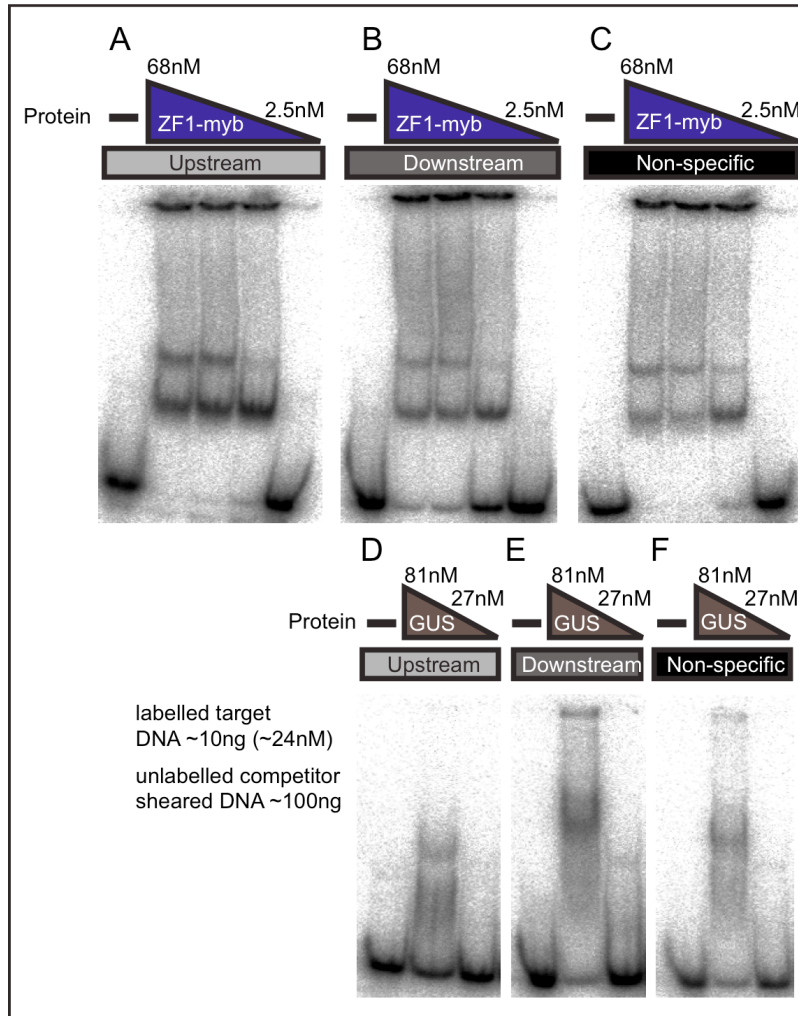 A B C
68nM 68nM 68nM
2.5nM 2.5nM 2.5nM
Protein – ZF1-myb – ZF1-myb – ZF1-myb
Upstream Downstream Non-specific
D E F
81nM 81nM 81nM
27nM 27nM 27nM
Protein – GUS – GUS – GUS
Upstream Downstream Non-specific
labelled target
DNA ~10ng (~24nM)
unlabelled competitor
sheared DNA ~100ng